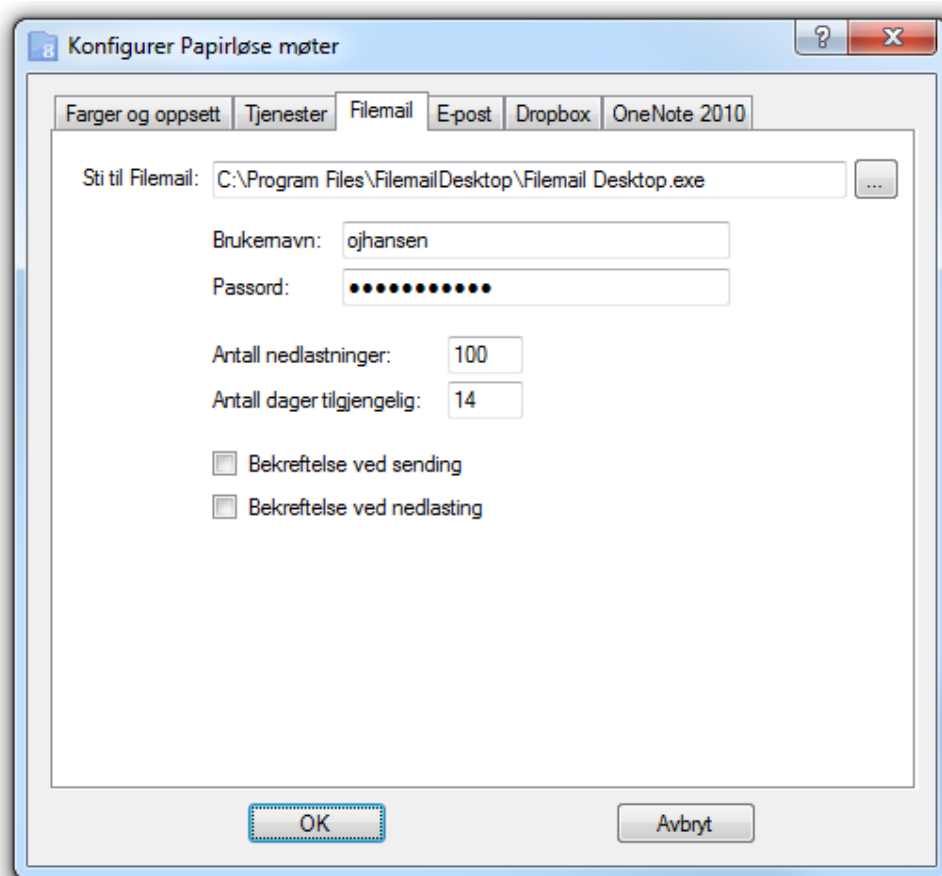 8 Konfigurer Papirløse møter ?
Farger og oppsett Tjenester Filemail E-post Dropbox OneNote 2010
Sti til Filemail: C:\Program Files\FilemailDesktop\Filemail Desktop.exe ...
Brukernavn: ojhansen
Passord: ●●●●●●●●●●●
Antall nedlastninger: 100
Antall dager tilgjengelig: 14
Bekreftelse ved sending
Bekreftelse ved nedlasting
OK Avbryt